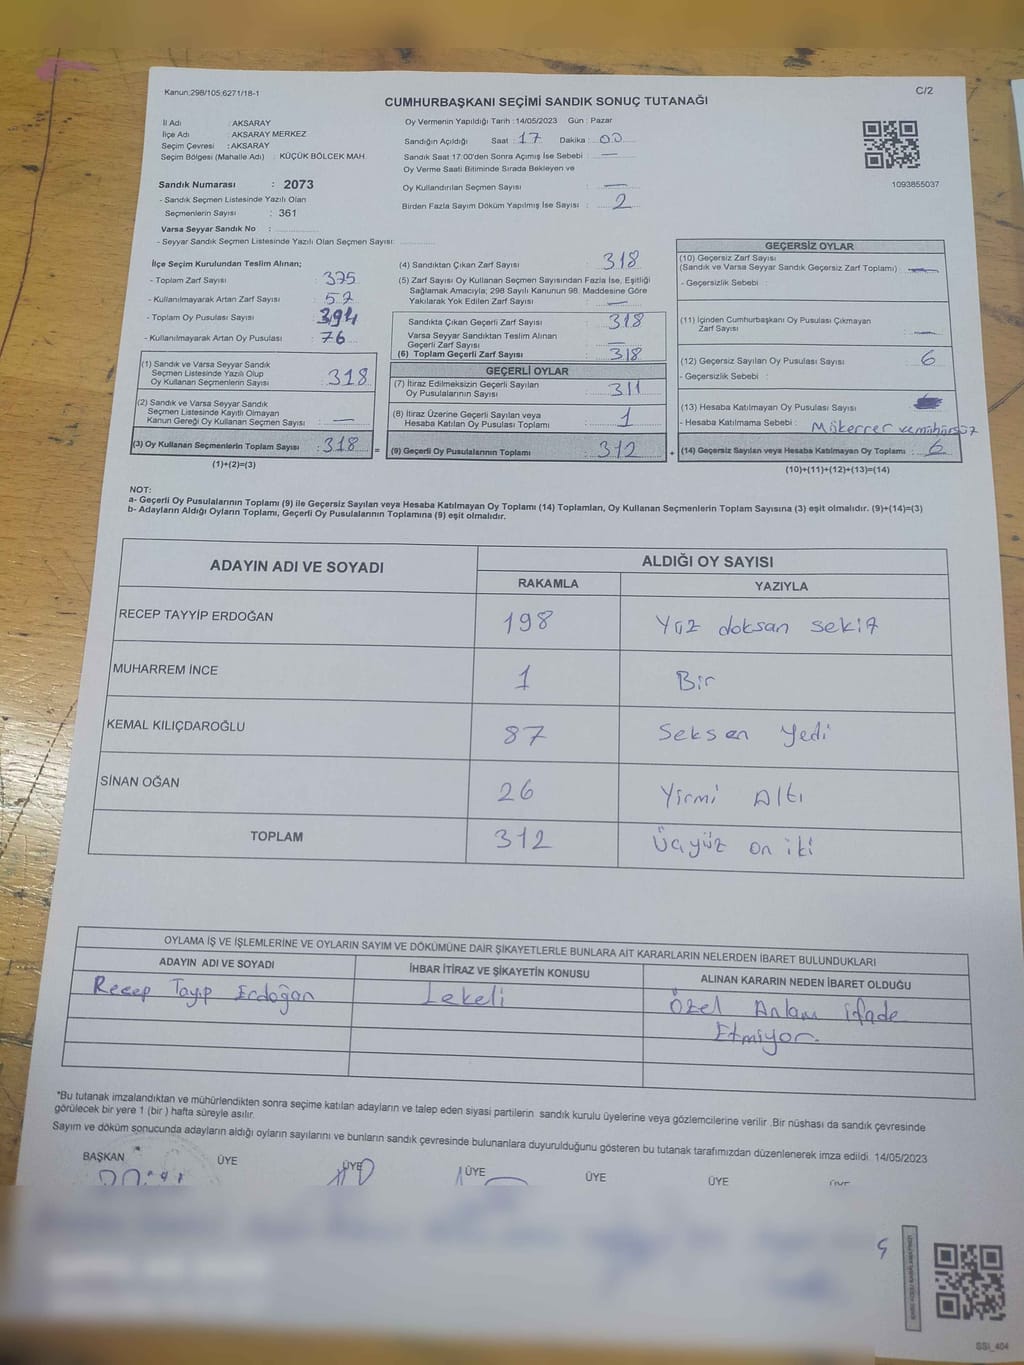 Kanun:298/105;6271/18-1
C/2
CUMHURBAŞKANI SEÇİMİ SANDIK SONUÇ TUTANAĞI
İl Adı : AKSARAY
İlçe Adı : AKSARAY MERKEZ
Seçim Çevresi : AKSARAY
Seçim Bölgesi (Mahalle Adı) : KÜÇÜK BÖLCEK MAH.
Sandık Numarası : 2073
- Sandık Seçmen Listesinde Yazılı Olan
Seçmenlerin Sayısı : 361
Varsa Seyyar Sandık No :
- Seyyar Sandık Seçmen Listesinde Yazılı Olan Seçmen Sayısı:
Oy Vermenin Yapıldığı Tarih :14/05/2023 Gün : Pazar
Sandığın Açıldığı Saat : 17 Dakika : 00
Sandık Saat 17:00'den Sonra Açımış İse Sebebi : —
Oy Verme Saati Bitiminde Sırada Bekleyen ve
Oy Kullandırılan Seçmen Sayısı : —
Birden Fazla Sayım Döküm Yapılmış İse Sayısı : 2
1093855037
İlçe Seçim Kurulundan Teslim Alınan;
- Toplam Zarf Sayısı : 375
- Kullanılmayarak Artan Zarf Sayısı : 57
- Toplam Oy Pusulası Sayısı : 394
- Kullanılmayarak Artan Oy Pusulası : 76
(1) Sandık ve Varsa Seyyar Sandık
Seçmen Listesinde Yazılı Olup
Oy Kullanan Seçmenlerin Sayısı : 318
(2) Sandık ve Varsa Seyyar Sandık
Seçmen Listesinde Kayıtlı Olmayan
Kanun Gereği Oy Kullanan Seçmen Sayısı : —
(3) Oy Kullanan Seçmenlerin Toplam Sayısı : 318
(1)+(2)=(3)
(4) Sandıktan Çıkan Zarf Sayısı : 318
(5) Zarf Sayısı Oy Kullanan Seçmen Sayısından Fazla İse, Eşitliği
Sağlamak Amacıyla; 298 Sayılı Kanunun 98. Maddesine Göre
Yakılarak Yok Edilen Zarf Sayısı : —
Sandıkta Çıkan Geçerli Zarf Sayısı : 318
Varsa Seyyar Sandıktan Teslim Alınan
Geçerli Zarf Sayısı : —
(6) Toplam Geçerli Zarf Sayısı : 318
GEÇERLİ OYLAR
(7) İtiraz Edilmeksizin Geçerli Sayılan
Oy Pusulalarının Sayısı : 311
(8) İtiraz Üzerine Geçerli Sayılan veya
Hesaba Katılan Oy Pusulası Toplamı : 1
= (9) Geçerli Oy Pusulalarının Toplamı : 312
GEÇERSİZ OYLAR
(10) Geçersiz Zarf Sayısı
(Sandık ve Varsa Seyyar Sandık Geçersiz Zarf Toplamı) : —
- Geçersizlik Sebebi :
(11) İçinden Cumhurbaşkanı Oy Pusulası Çıkmayan
Zarf Sayısı : —
(12) Geçersiz Sayılan Oy Pusulası Sayısı : 6
- Geçersizlik Sebebi :
(13) Hesaba Katılmayan Oy Pusulası Sayısı :
- Hesaba Katılmama Sebebi : Mükerrer ve mühürsüz
+ (14) Geçersiz Sayılan veya Hesaba Katılmayan Oy Toplamı : 6
(10)+(11)+(12)+(13)=(14)
NOT:
a- Geçerli Oy Pusulalarının Toplamı (9) ile Geçersiz Sayılan veya Hesaba Katılmayan Oy Toplamı (14) Toplamları, Oy Kullanan Seçmenlerin Toplam Sayısına (3) eşit olmalıdır. (9)+(14)=(3)
b- Adayların Aldığı Oyların Toplamı, Geçerli Oy Pusulalarının Toplamına (9) eşit olmalıdır.
ADAYIN ADI VE SOYADI ALDIĞI OY SAYISI
RAKAMLA YAZIYLA
RECEP TAYYİP ERDOĞAN 198 Yüz doksan sekiz
MUHARREM İNCE 1 Bir
KEMAL KILIÇDAROĞLU 87 Seksen Yedi
SİNAN OĞAN 26 Yirmi Altı
TOPLAM 312 Üçyüz on iki
OYLAMA İŞ VE İŞLEMLERİNE VE OYLARIN SAYIM VE DÖKÜMÜNE DAİR ŞİKAYETLERLE BUNLARA AİT KARARLARIN NELERDEN İBARET BULUNDUKLARI
ADAYIN ADI VE SOYADI İHBAR İTİRAZ VE ŞİKAYETİN KONUSU ALINAN KARARIN NEDEN İBARET OLDUĞU
Recep Tayip Erdoğan Lekeli Özel Anlam ifade
Etmiyor.
*Bu tutanak imzalandıktan ve mühürlendikten sonra seçime katılan adayların ve talep eden siyasi partilerin sandık kurulu üyelerine veya gözlemcilerine verilir .Bir nüshası da sandık çevresinde
görülecek bir yere 1 (bir ) hafta süreyle asılır.
Sayım ve döküm sonucunda adayların aldığı oyların sayılarını ve bunların sandık çevresinde bulunanlara duyurulduğunu gösteren bu tutanak tarafımızdan düzenlenerek imza edildi. 14/05/2023
BAŞKAN ÜYE ÜYE ÜYE ÜYE ÜYE
SSI_404